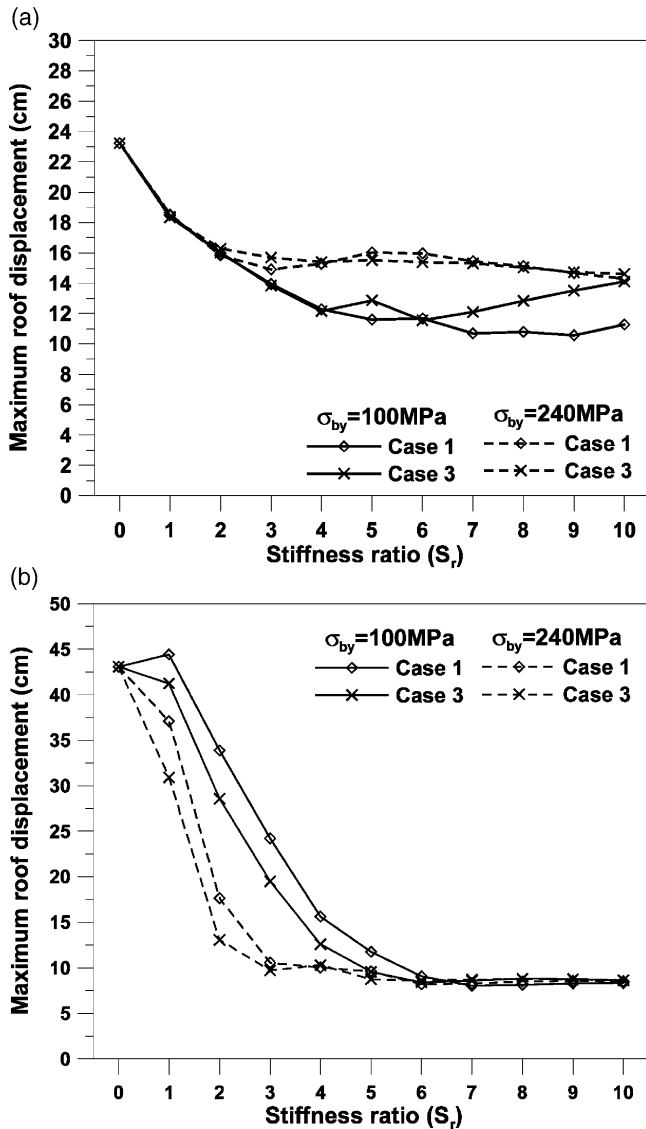 (a)
30
28
26
24
22
20
18
16
14
12
10
8
6
4
2
0
Maximum roof displacement (cm)
σby=100MPa σby=240MPa
Case 1 Case 1
Case 3 Case 3
0 1 2 3 4 5 6 7 8 9 10
Stiffness ratio (Sr)
(b)
50
45
40
35
30
25
20
15
10
5
0
Maximum roof displacement (cm)
σby=100MPa σby=240MPa
Case 1 Case 1
Case 3 Case 3
0 1 2 3 4 5 6 7 8 9 10
Stiffness ratio (Sr)